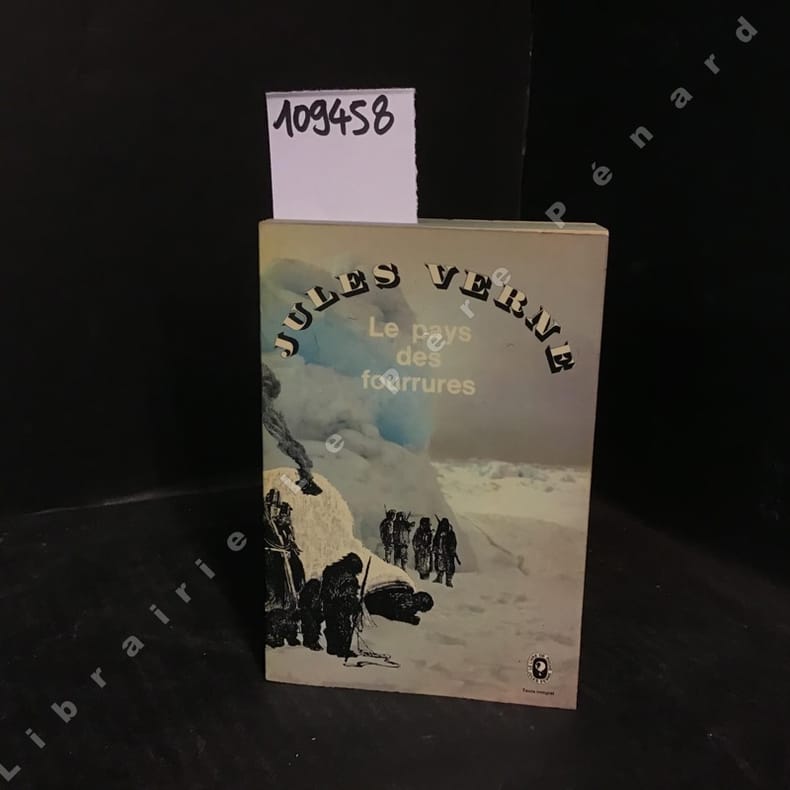 109458
JULES VERNE
Le pays
des
fourrures
Texte intégral
Librairie Le Père Pénard